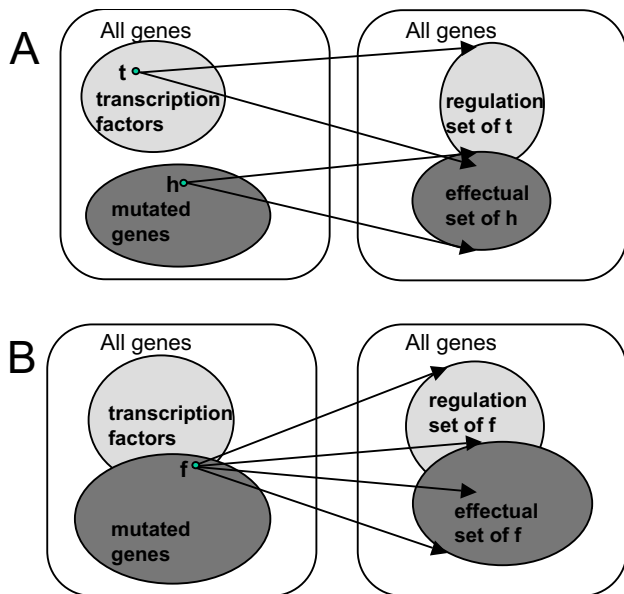 A
All genes
t
transcription
factors
h
mutated
genes
All genes
regulation
set of t
effectual
set of h
B
All genes
transcription
factors
f
mutated
genes
All genes
regulation
set of f
effectual
set of f